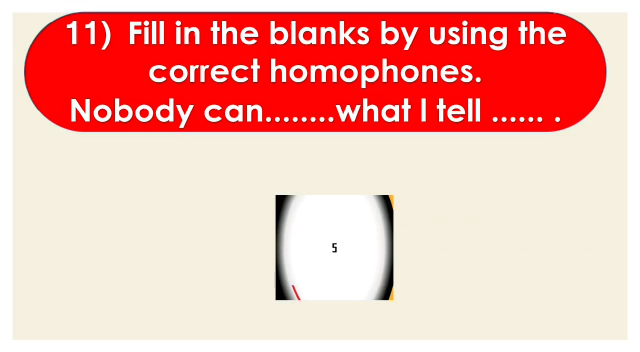 11) Fill in the blanks by using the
correct homophones.
Nobody can........what I tell ...... .
5